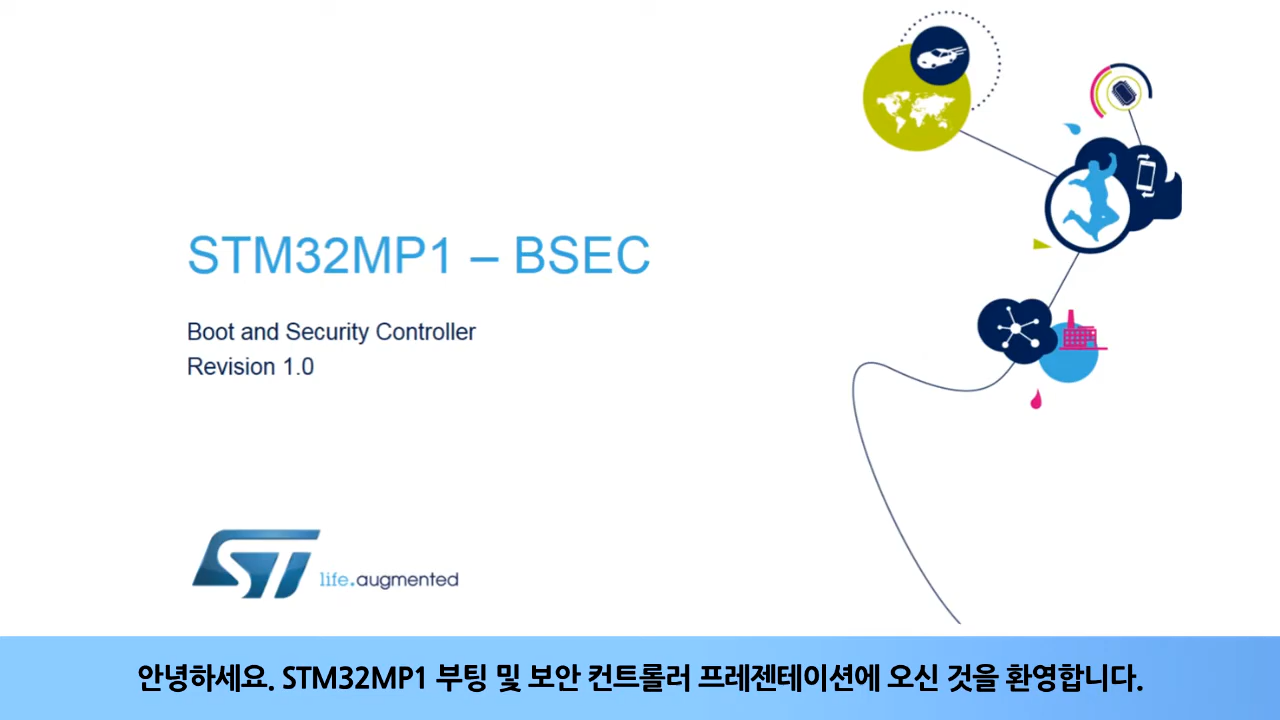 STM32MP1 – BSEC
Boot and Security Controller
Revision 1.0
ST life.augmented
안녕하세요. STM32MP1 부팅 및 보안 컨트롤러 프레젠테이션에 오신 것을 환영합니다.